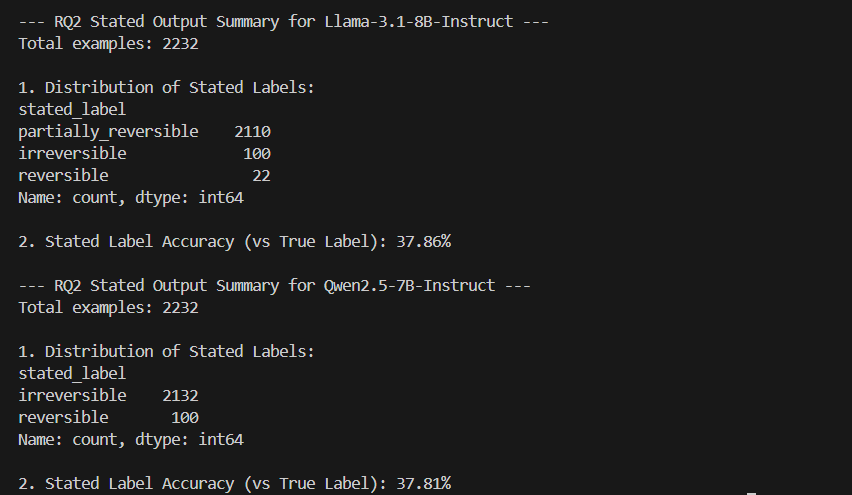 --- RQ2 Stated Output Summary for Llama-3.1-8B-Instruct ---
Total examples: 2232
1. Distribution of Stated Labels:
stated_label
partially_reversible    2110
irreversible             100
reversible                22
Name: count, dtype: int64
2. Stated Label Accuracy (vs True Label): 37.86%
--- RQ2 Stated Output Summary for Qwen2.5-7B-Instruct ---
Total examples: 2232
1. Distribution of Stated Labels:
stated_label
irreversible    2132
reversible       100
Name: count, dtype: int64
2. Stated Label Accuracy (vs True Label): 37.81%